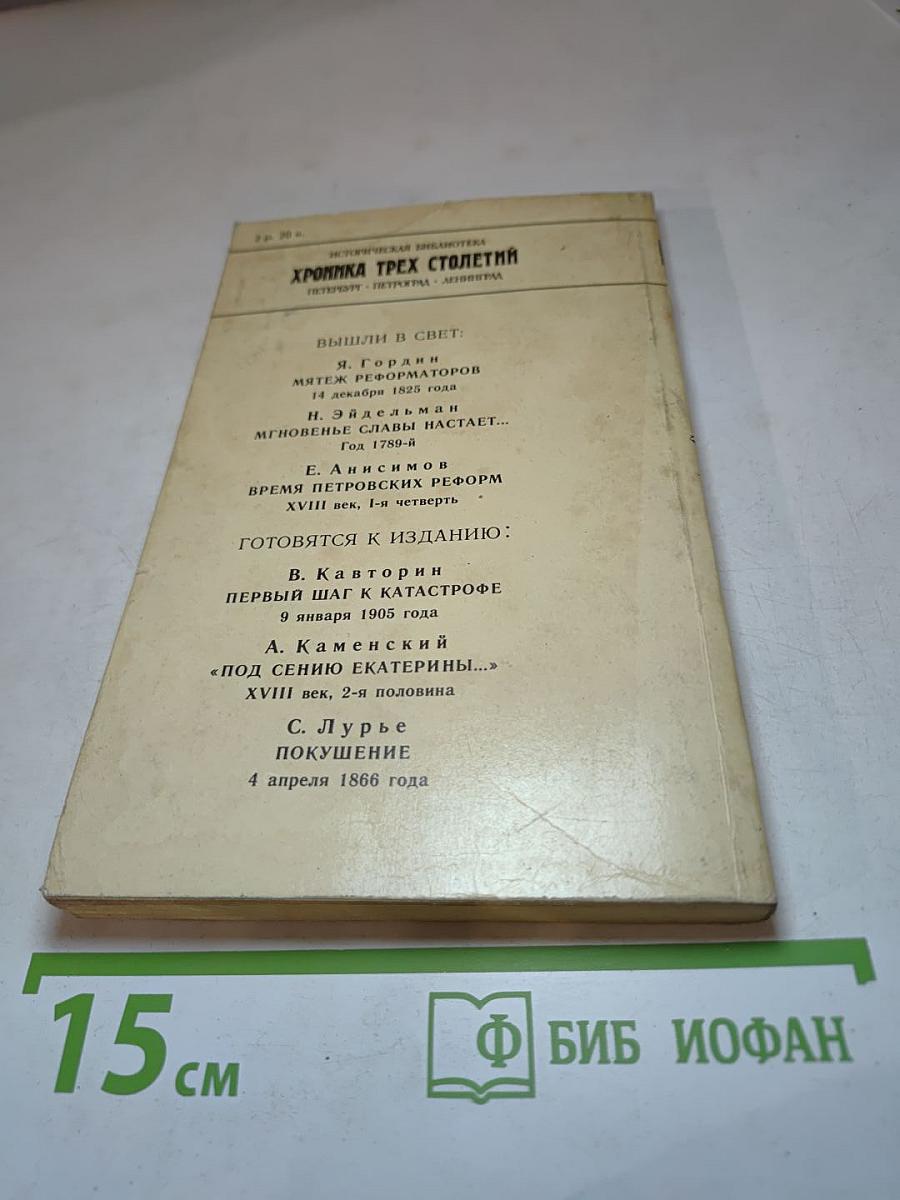 2 р. 20 к.
ИСТОРИЧЕСКАЯ БИБЛИОТЕКА
ХРОНИКА ТРЕХ СТОЛЕТИЙ
ПЕТЕРБУРГ · ПЕТРОГРАД · ЛЕНИНГРАД
ВЫШЛИ В СВЕТ:
Я. Гордин
МЯТЕЖ РЕФОРМАТОРОВ
14 декабря 1825 года
Н. Эйдельман
МГНОВЕНЬЕ СЛАВЫ НАСТАЕТ...
Год 1789-й
Е. Анисимов
ВРЕМЯ ПЕТРОВСКИХ РЕФОРМ
XVIII век, I-я четверть
ГОТОВЯТСЯ К ИЗДАНИЮ:
В. Кавторин
ПЕРВЫЙ ШАГ К КАТАСТРОФЕ
9 января 1905 года
А. Каменский
«ПОД СЕНИЮ ЕКАТЕРИНЫ...»
XVIII век, 2-я половина
С. Лурье
ПОКУШЕНИЕ
4 апреля 1866 года
15 см
Ф БИБ ИОФАН